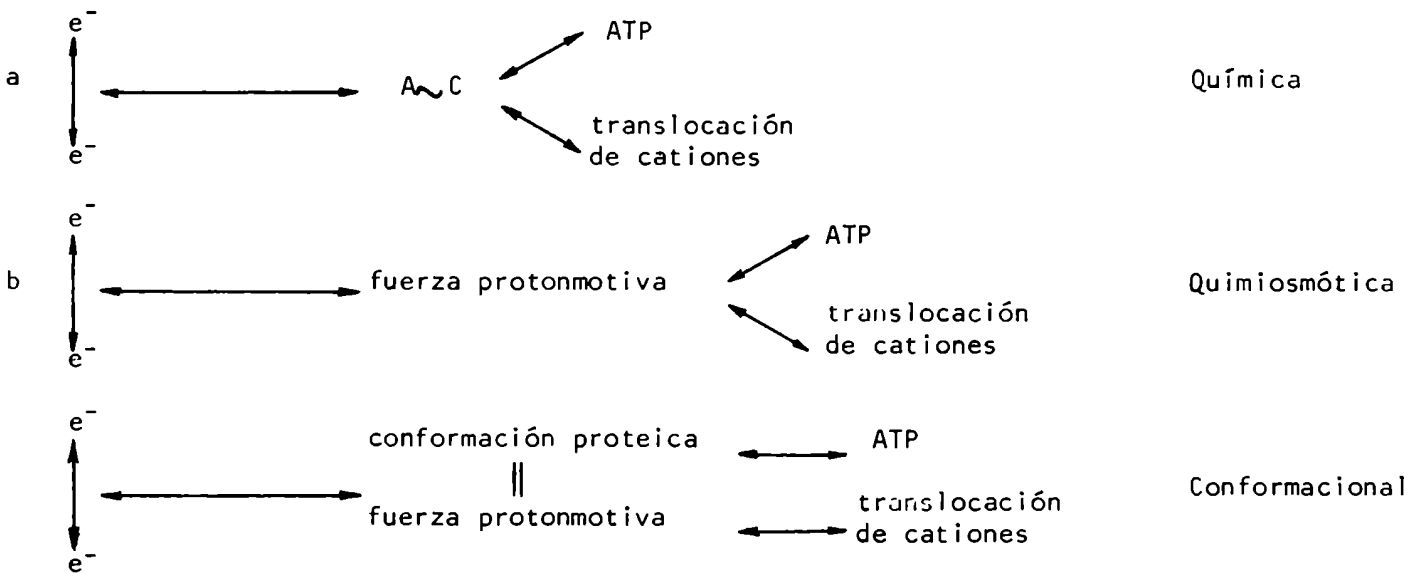 e⁻
a
e⁻
A~C
ATP
translocación
de cationes
Química
e⁻
b
e⁻
fuerza protonmotiva
ATP
translocación
de cationes
Quimiosmótica
e⁻
e⁻
conformación proteica
||
fuerza protonmotiva
ATP
translocación
de cationes
Conformacional